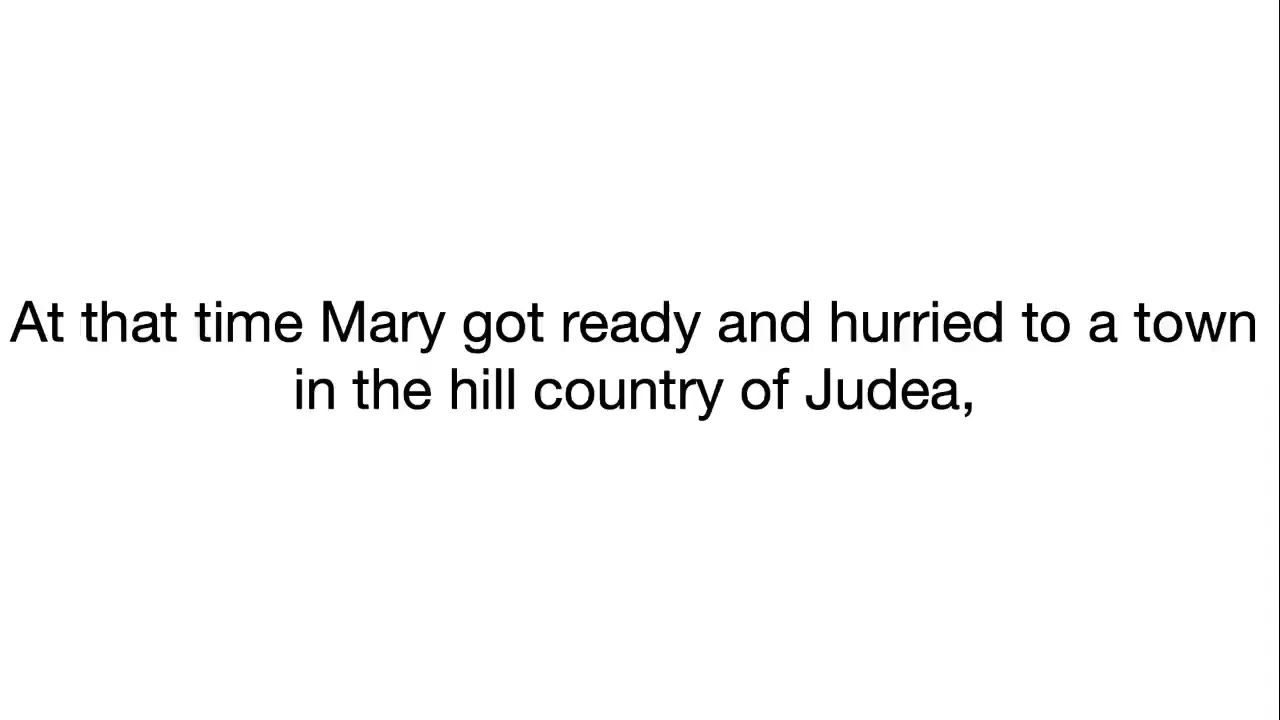 At that time Mary got ready and hurried to a town
in the hill country of Judea,